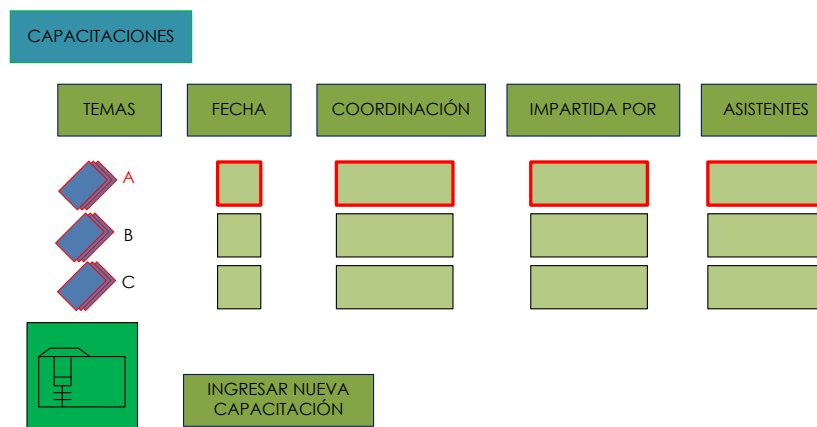 CAPACITACIONES
TEMAS FECHA COORDINACIÓN IMPARTIDA POR ASISTENTES
A
B
C
INGRESAR NUEVA
CAPACITACIÓN